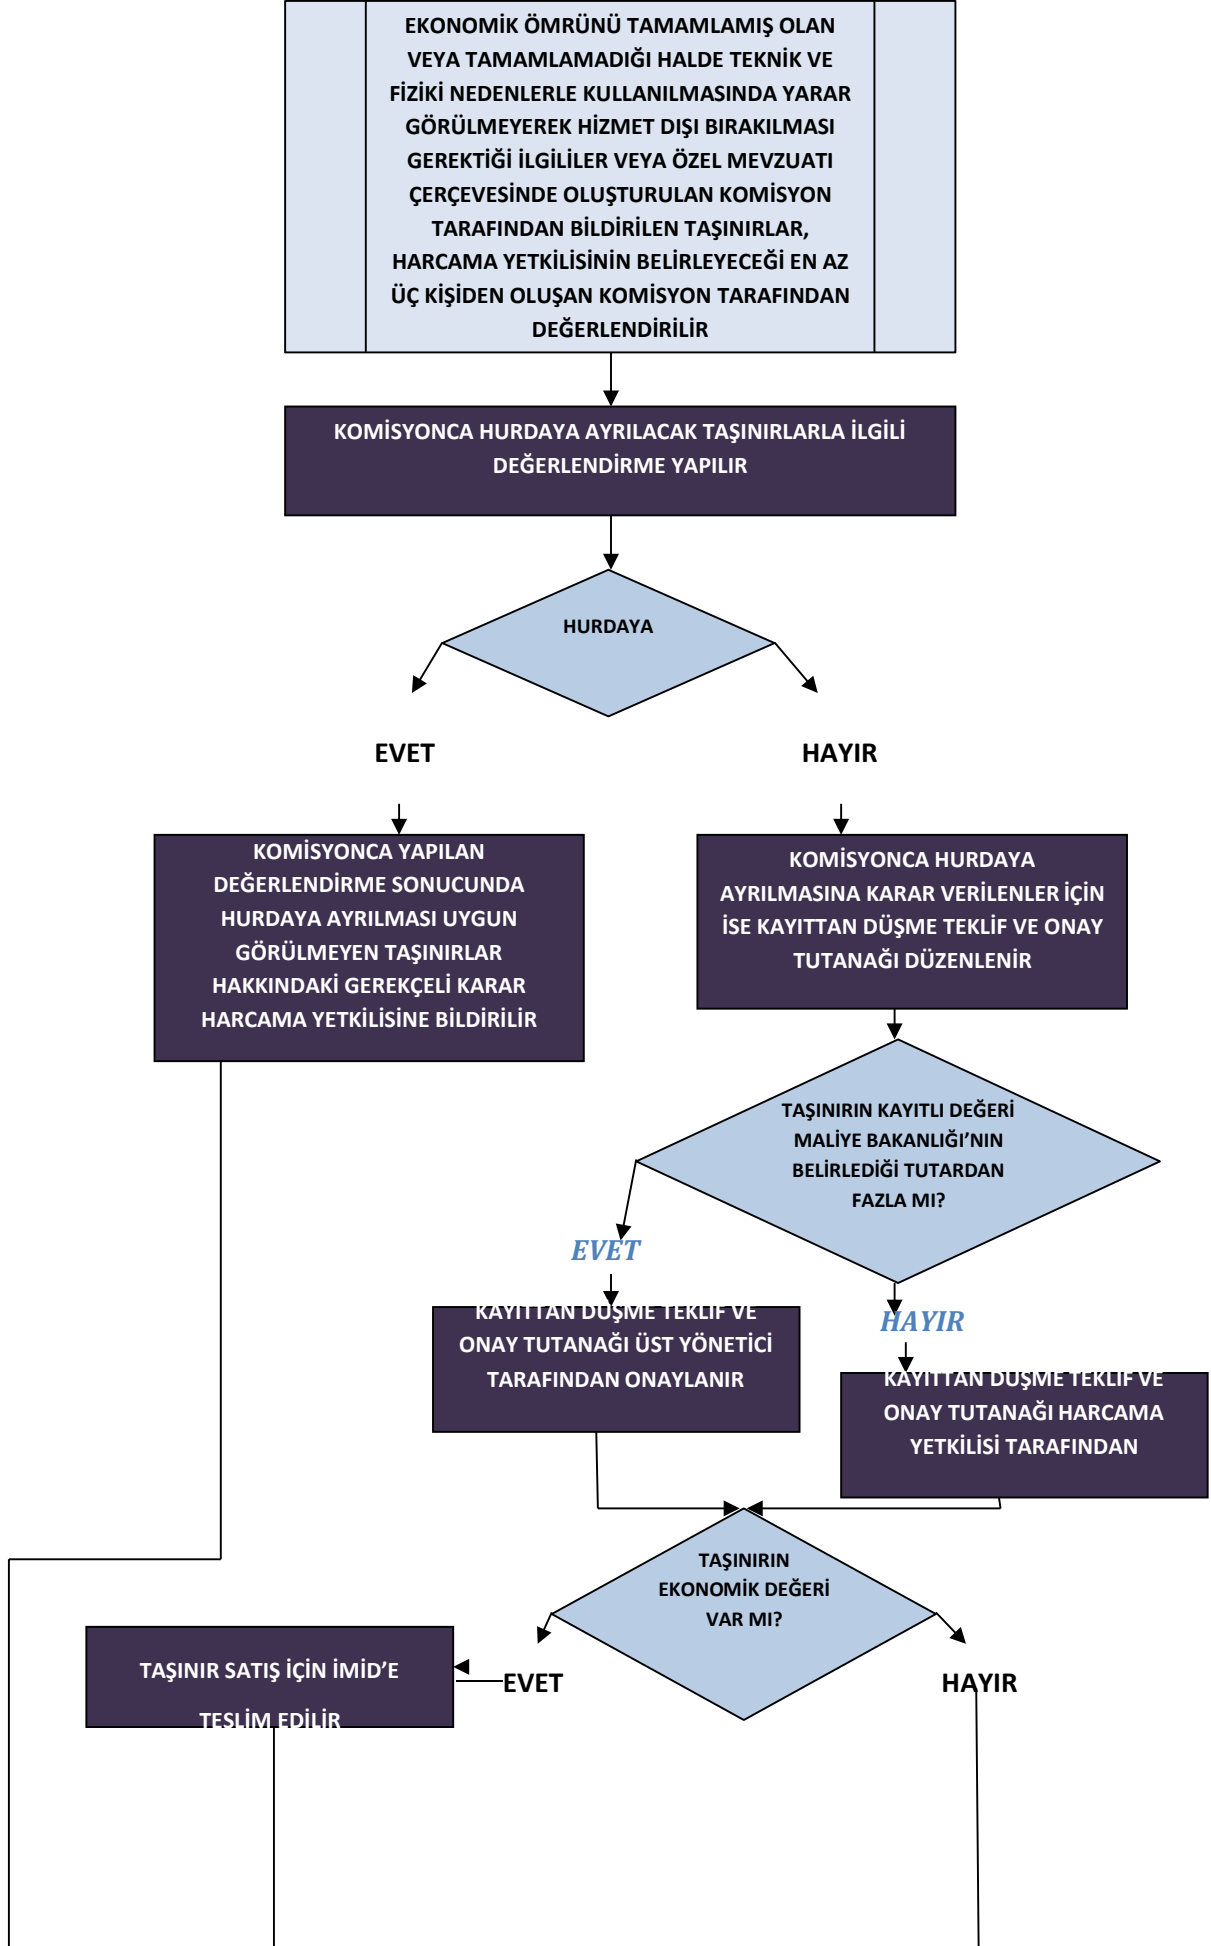 EKONOMİK ÖMRÜNÜ TAMAMLAMIŞ OLAN
VEYA TAMAMLAMADIĞI HALDE TEKNİK VE
FİZİKİ NEDENLERLE KULLANILMASINDA YARAR
GÖRÜLMEYEREK HİZMET DIŞI BIRAKILMASI
GEREKTİĞİ İLGİLİLER VEYA ÖZEL MEVZUATI
ÇERÇEVESİNDE OLUŞTURULAN KOMİSYON
TARAFINDAN BİLDİRİLEN TAŞINIRLAR,
HARCAMA YETKİLİSİNİN BELİRLEYECEĞİ EN AZ
ÜÇ KİŞİDEN OLUŞAN KOMİSYON TARAFINDAN
DEĞERLENDİRİLİR
KOMİSYONCA HURDAYA AYRILACAK TAŞINIRLARLA İLGİLİ
DEĞERLENDİRME YAPILIR
HURDAYA
EVET
HAYIR
KOMİSYONCA YAPILAN
DEĞERLENDİRME SONUCUNDA
HURDAYA AYRILMASI UYGUN
GÖRÜLMEYEN TAŞINIRLAR
HAKKINDAKİ GEREKÇELİ KARAR
HARCAMA YETKİLİSİNE BİLDİRİLİR
KOMİSYONCA HURDAYA
AYRILMASINA KARAR VERİLENLER İÇİN
İSE KAYITTAN DÜŞME TEKLİF VE ONAY
TUTANAĞI DÜZENLENİR
TAŞINIRIN KAYITLI DEĞERİ
MALİYE BAKANLIĞI’NIN
BELİRLEDİĞİ TUTARDAN
FAZLA MI?
EVET
HAYIR
KAYITTAN DÜŞME TEKLİF VE
ONAY TUTANAĞI ÜST YÖNETİCİ
TARAFINDAN ONAYLANIR
KAYITTAN DÜŞME TEKLİF VE
ONAY TUTANAĞI HARCAMA
YETKİLİSİ TARAFINDAN
TAŞINIRIN
EKONOMİK DEĞERİ
VAR MI?
EVET
HAYIR
TAŞINIR SATIŞ İÇİN İMİD’E
TESLİM EDİLİR